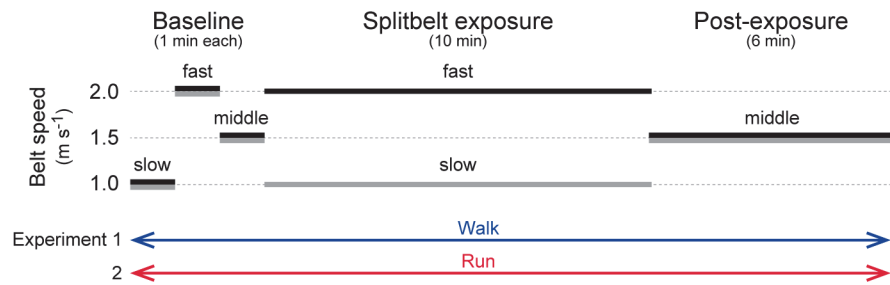 Baseline
(1 min each)
Splitbelt exposure
(10 min)
Post-exposure
(6 min)
fast
fast
2.0
middle
middle
1.5
slow
slow
1.0
Belt speed
(m s-1)
Walk
Experiment 1
Run
2